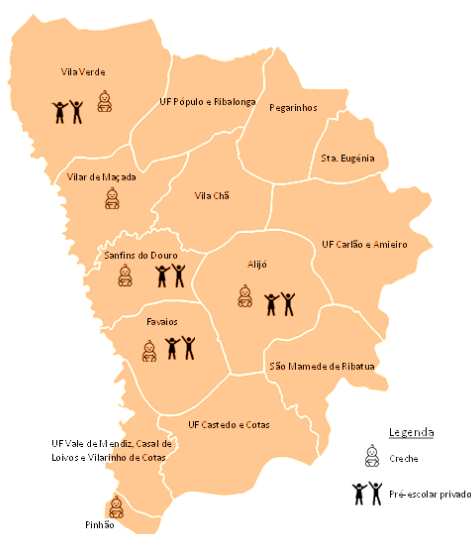 Vila Verde
UF Pópulo e Ribalonga
Pegarinhos
Sta. Eugénia
Vilar de Maçada
Vila Chã
Sanfins do Douro
Alijó
UF Carlão e Amieiro
Favaios
São Mamede de Ribatua
UF Castedo e Cotas
UF Vale de Mendiz, Casal de
Loivos e Vilarinho de Cotas
Pinhão
Legenda
Creche
Pré-escolar privado